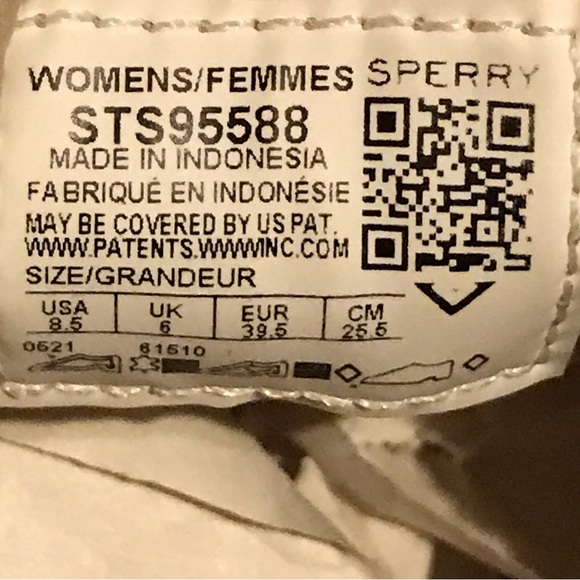 WOMENS/FEMMES SPERRY
STS95588
MADE IN INDONESIA
FABRIQUÉ EN INDONÉSIE
MAY BE COVERED BY US PAT.
WWW.PATENTS.WWWINC.COM
SIZE/GRANDEUR
USA UK EUR CM
8.5 6 39.5 25.5
0621 61510